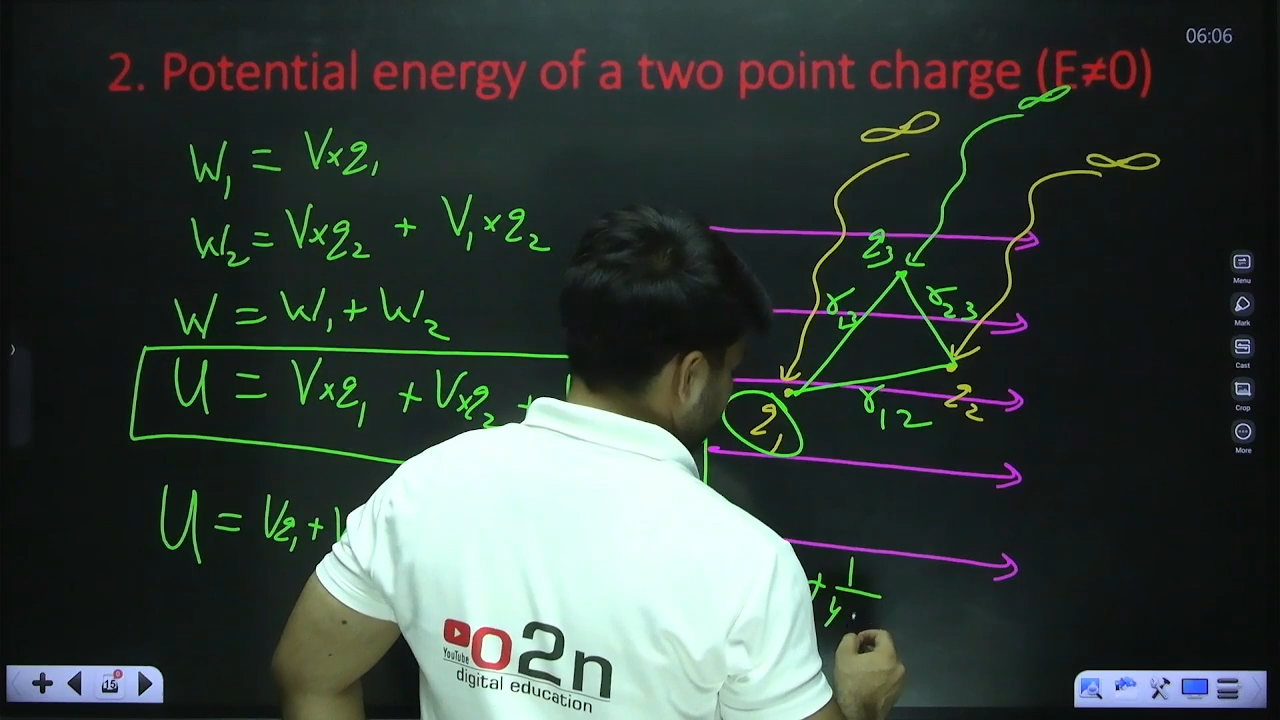 06:06
2. Potential energy of a two point charge (E≠0)
∞ ∞ ∞
W₁ = V×q₁
W₂ = V×q₂ + V₁×q₂
W = W₁ + W₂
U = V×q₁ + V×q₂ +
U = Vq₁ +
+ 1
4
q₃
r₁₃ r₂₃
q₁ r₁₂ q₂
Menu
Mark
Cast
Crop
More
YouTube o2n
digital education
15